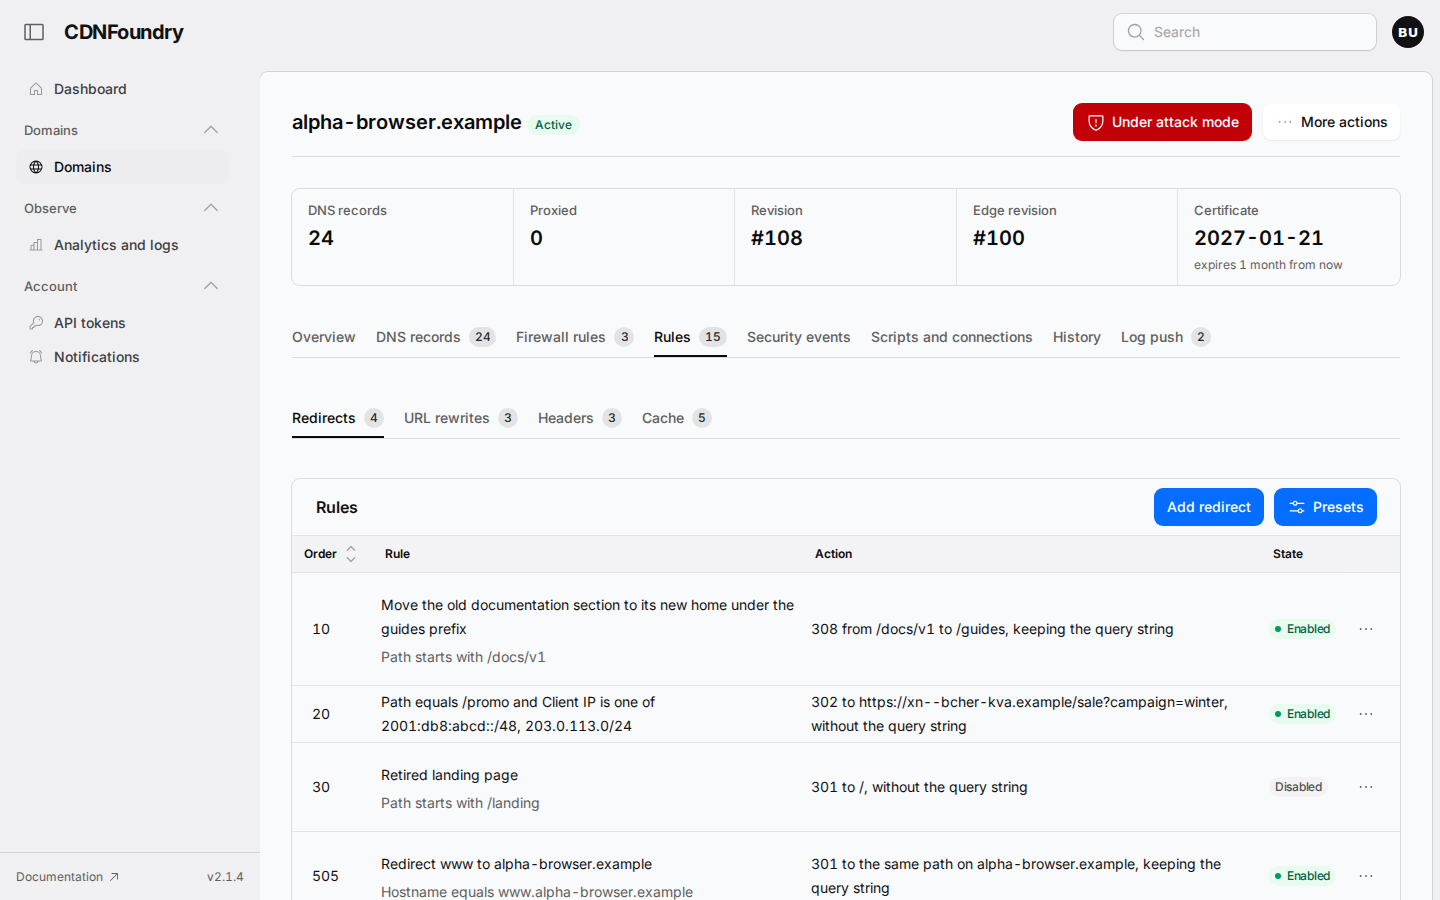 CDNFoundry
Search
BU
Dashboard
Domains
Domains
Observe
Analytics and logs
Account
API tokens
Notifications
Documentation
v2.1.4
alpha-browser.example
Active
Under attack mode
··· More actions
DNS records
24
Proxied
0
Revision
#108
Edge revision
#100
Certificate
2027-01-21
expires 1 month from now
Overview
DNS records 24
Firewall rules 3
Rules 15
Security events
Scripts and connections
History
Log push 2
Redirects 4
URL rewrites 3
Headers 3
Cache 5
Rules
Add redirect
Presets
Order
Rule
Action
State
10
Move the old documentation section to its new home under the
guides prefix
Path starts with /docs/v1
308 from /docs/v1 to /guides, keeping the query string
Enabled
···
20
Path equals /promo and Client IP is one of
2001:db8:abcd::/48, 203.0.113.0/24
302 to https://xn--bcher-kva.example/sale?campaign=winter,
without the query string
Enabled
···
30
Retired landing page
Path starts with /landing
301 to /, without the query string
Disabled
···
505
Redirect www to alpha-browser.example
Hostname equals www.alpha-browser.example
301 to the same path on alpha-browser.example, keeping the
query string
Enabled
···